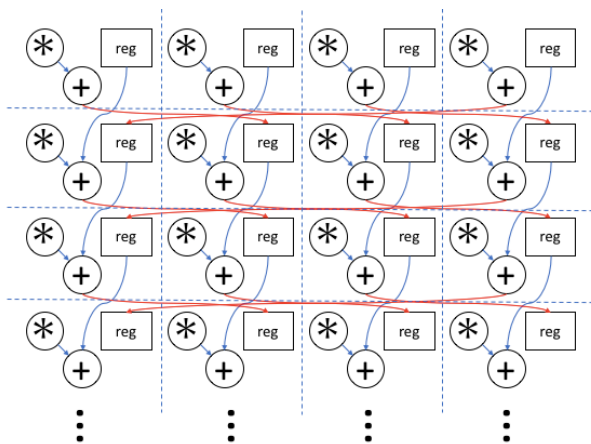 * reg * reg * reg * reg
+ + + +
* reg * reg * reg * reg
+ + + +
* reg * reg * reg * reg
+ + + +
* reg * reg * reg * reg
+ + + +